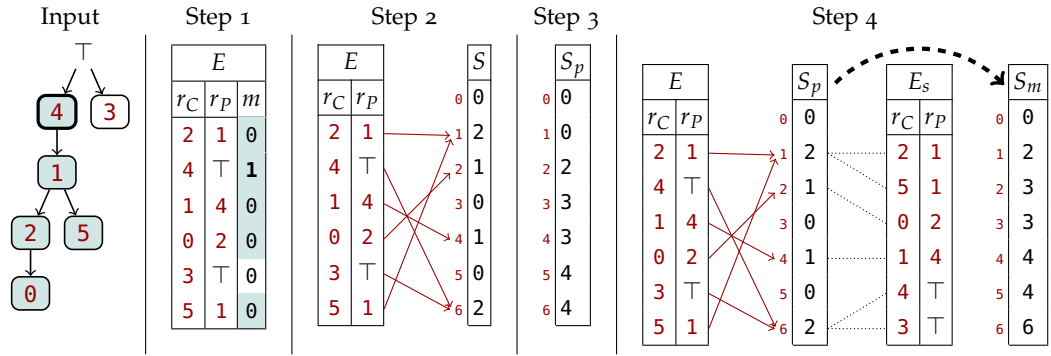 Input
⊤
4 3
1
2 5
0
Step 1
E
r_C r_P m
2 1 0
4 ⊤ 1
1 4 0
0 2 0
3 ⊤ 0
5 1 0
Step 2
E S
r_C r_P
2 1
4 ⊤
1 4
0 2
3 ⊤
5 1
0 0
1 2
2 1
3 0
4 1
5 0
6 2
Step 3
S_p
0 0
1 0
2 2
3 3
4 3
5 4
6 4
Step 4
E
r_C r_P
2 1
4 ⊤
1 4
0 2
3 ⊤
5 1
S_p
0 0
1 2
2 1
3 0
4 1
5 0
6 2
E_s
r_C r_P
2 1
5 1
0 2
1 4
4 ⊤
3 ⊤
S_m
0 0
1 2
2 3
3 3
4 4
5 4
6 6